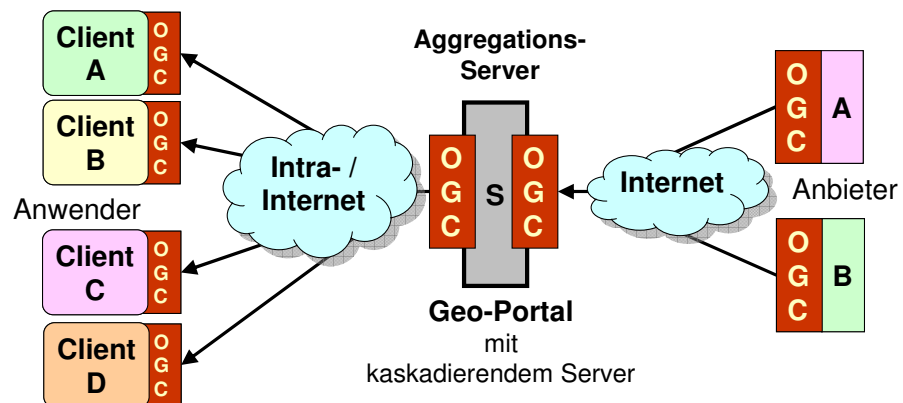 Client
A
O
G
C
Client
B
O
G
C
Anwender
Client
C
O
G
C
Client
D
O
G
C
Intra- /
Internet
Aggregations-
Server
O
G
C
S
O
G
C
Geo-Portal
mit
kaskadierendem Server
Internet
O
G
C
A
Anbieter
O
G
C
B